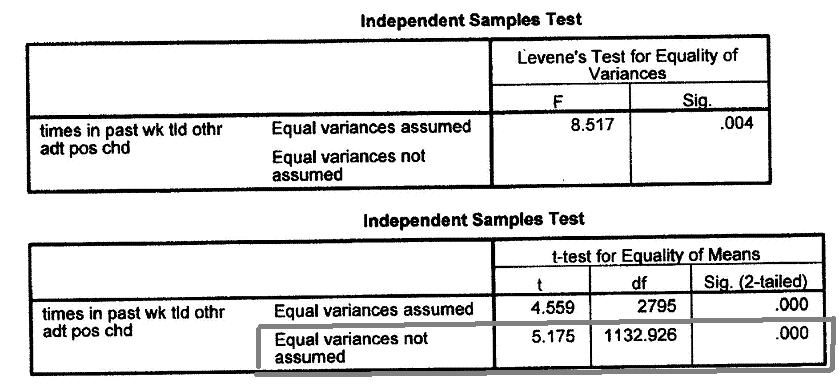 Independent Samples Test
Levene's Test for Equality of
Variances
F Sig.
times in past wk tld othr Equal variances assumed 8.517 .004
adt pos chd
Equal variances not
assumed
Independent Samples Test
t-test for Equality of Means
t df Sig. (2-tailed)
times in past wk tld othr Equal variances assumed 4.559 2795 .000
adt pos chd
Equal variances not 5.175 1132.926 .000
assumed